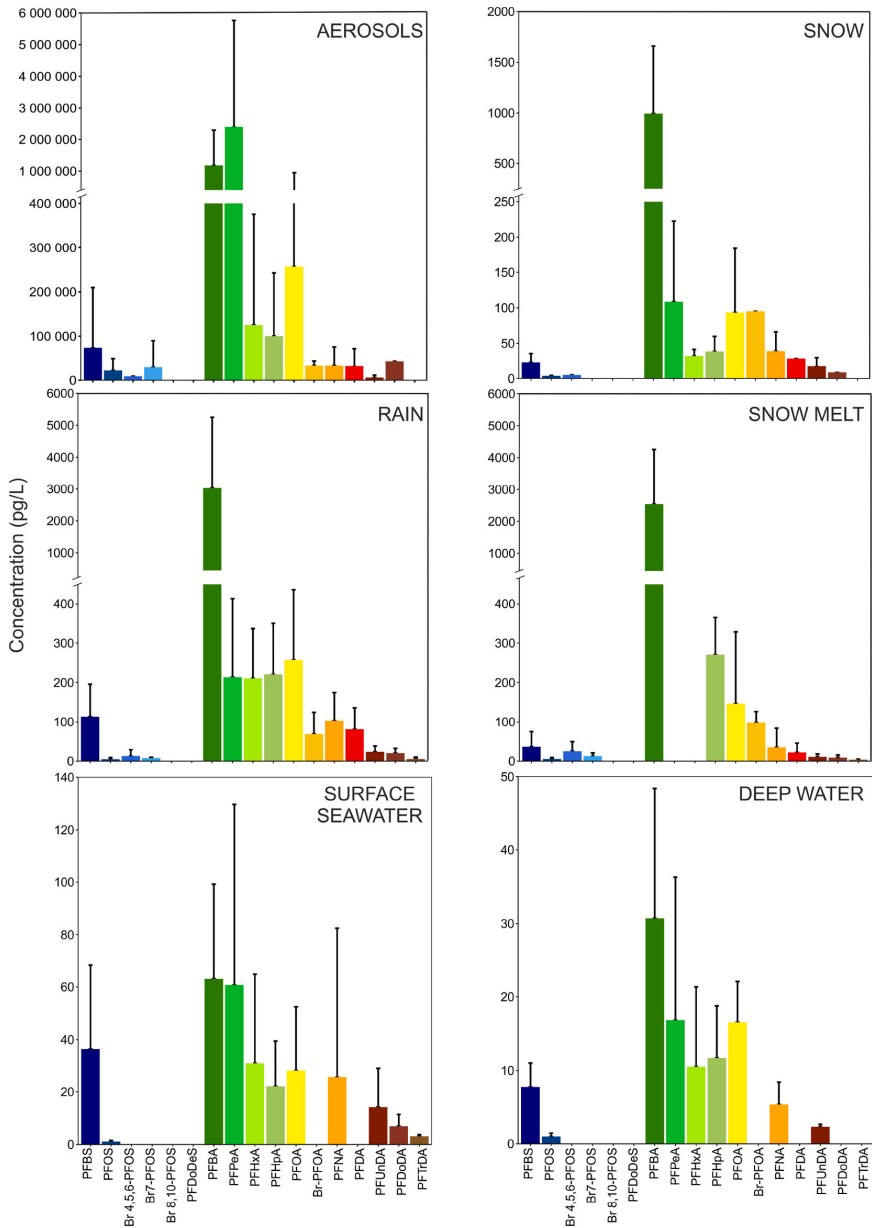 AEROSOLS
6 000 000
5 000 000
4 000 000
3 000 000
2 000 000
1 000 000
400 000
300 000
200 000
100 000
0
SNOW
2000
1000
500
250
200
150
100
50
0
Concentration (pg/L)
RAIN
6000
5000
4000
3000
2000
1000
400
300
200
100
0
SNOW MELT
6000
5000
4000
3000
2000
1000
400
300
200
100
0
SURFACE
SEAWATER
140
120
100
80
60
40
20
0
PFBS
PFOS
Br 4,5,6-PFOS
Br7-PFOS
Br 8,10-PFOS
PFDoDeS
PFBA
PFPeA
PFHxA
PFHpA
PFOA
Br-PFOA
PFNA
PFDA
PFUnDA
PFDoDA
PFTrDA
DEEP WATER
50
40
30
20
10
0
PFBS
PFOS
Br 4,5,6-PFOS
Br7-PFOS
Br 8,10-PFOS
PFDoDeS
PFBA
PFPeA
PFHxA
PFHpA
PFOA
Br-PFOA
PFNA
PFDA
PFUnDA
PFDoDA
PFTrDA